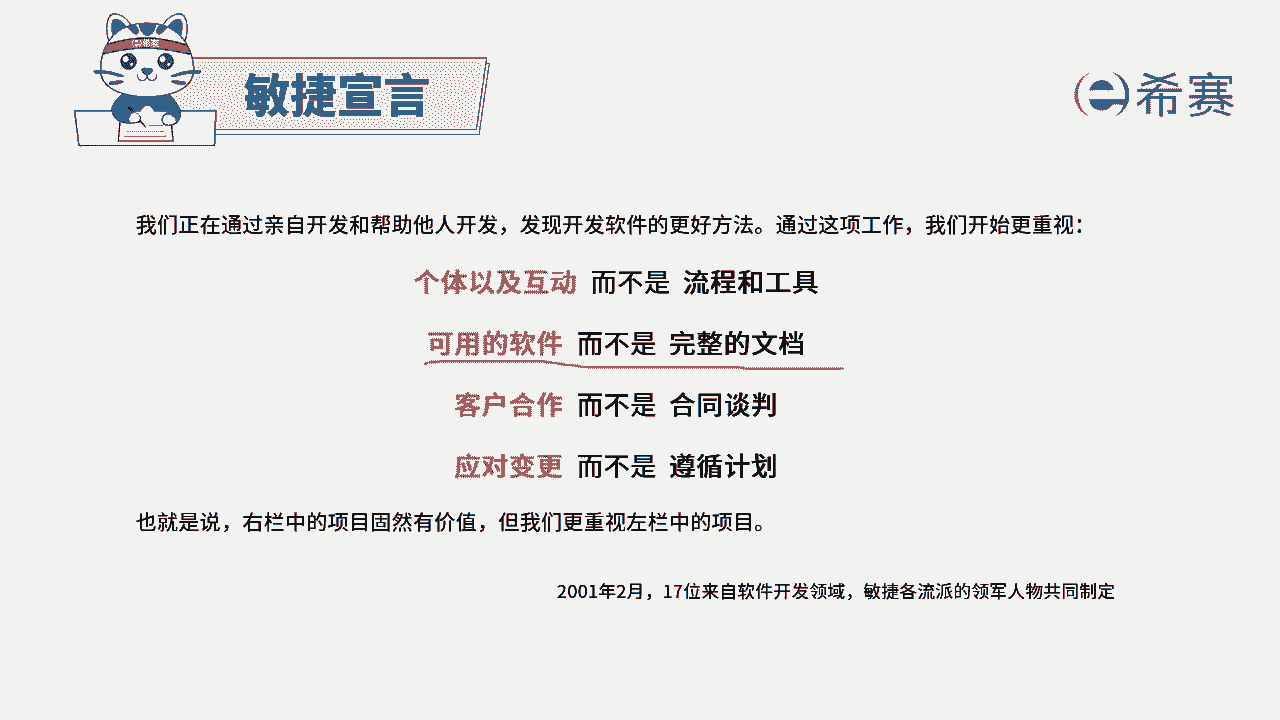 敏捷宣言
希赛
我们正在通过亲自开发和帮助他人开发，发现开发软件的更好方法。通过这项工作，我们开始更重视：
个体以及互动 而不是 流程和工具
可用的软件 而不是 完整的文档
客户合作 而不是 合同谈判
应对变更 而不是 遵循计划
也就是说，右栏中的项目固然有价值，但我们更重视左栏中的项目。
2001年2月，17位来自软件开发领域，敏捷各流派的领军人物共同制定